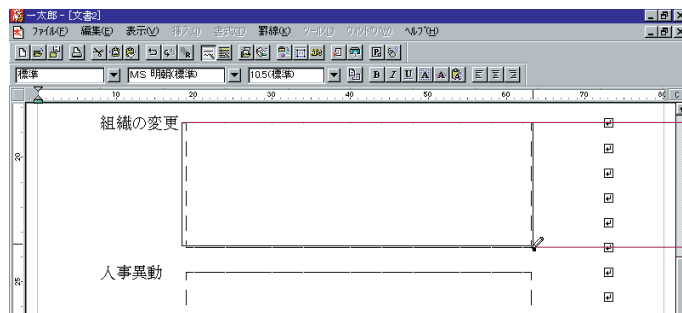 一太郎 - [文書2]
ファイル(F) 編集(E) 表示(V) 挿入(I) 書式(T) 罫線(K) ツール(L) ウィンドウ(W) ヘルプ(H)
標準 MS 明朝(標準) 10.5(標準) B I U A A
10 20 30 40 50 60 70 80
組織の変更
20
人事異動
25